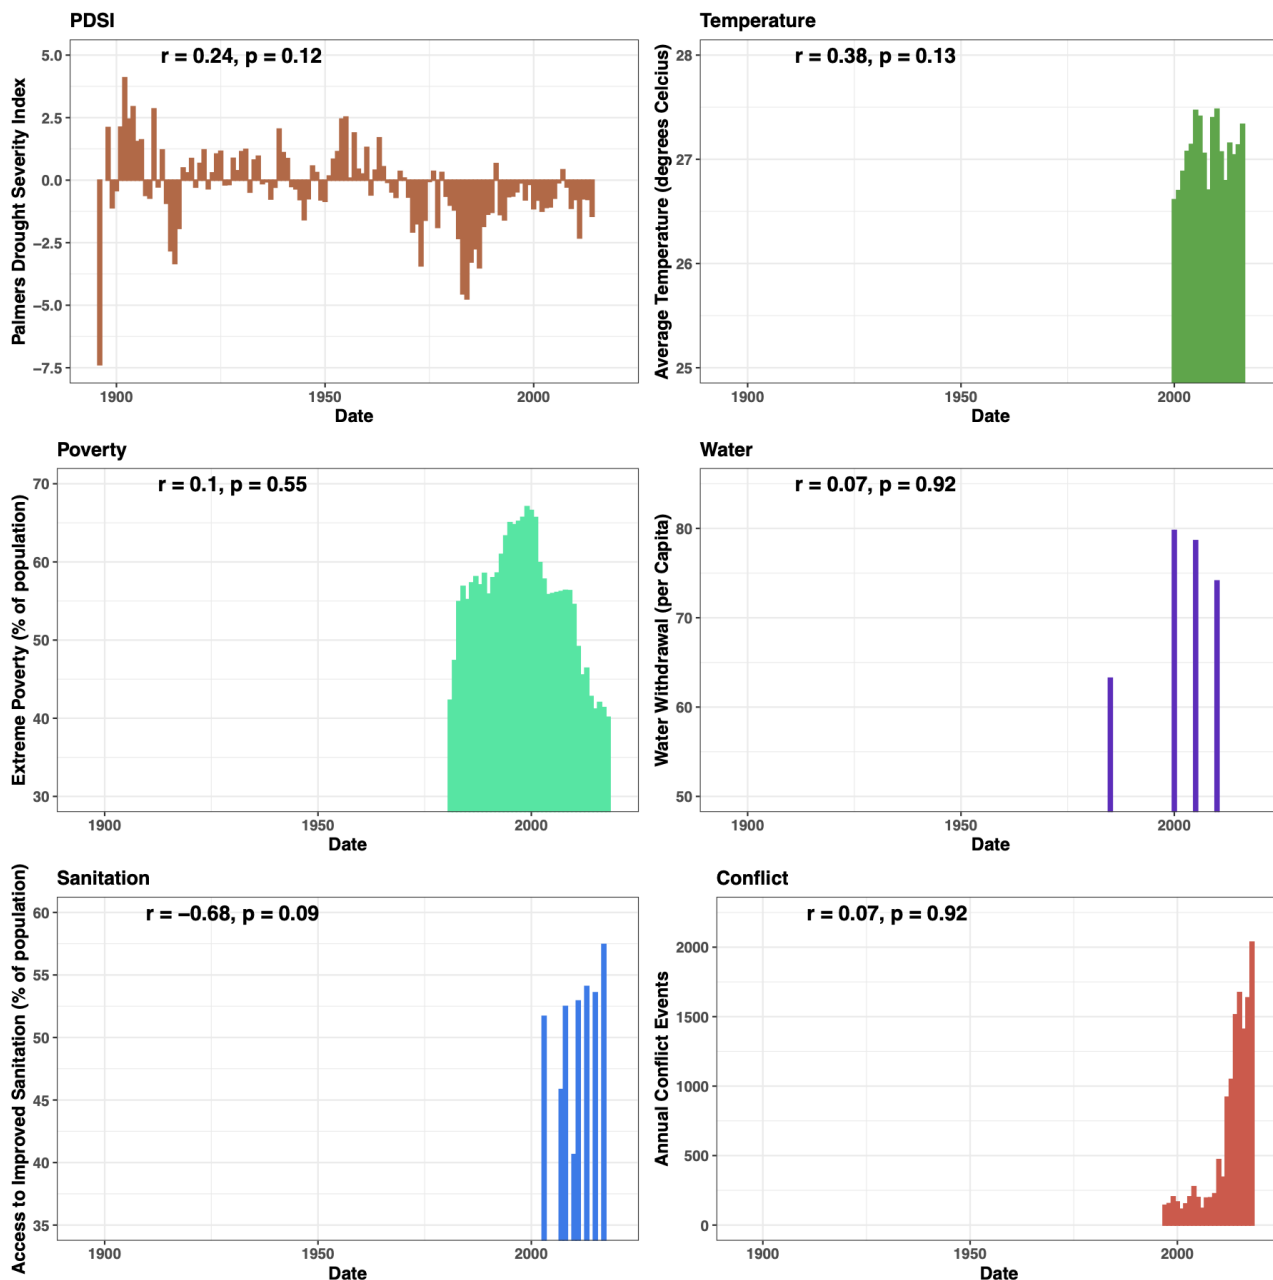 PDSI
r = 0.24, p = 0.12
Palmers Drought Severity Index
5.0
2.5
0.0
−2.5
−5.0
−7.5
1900 1950 2000
Date
Temperature
r = 0.38, p = 0.13
Average Temperature (degrees Celcius)
28
27
26
25
1900 1950 2000
Date
Poverty
r = 0.1, p = 0.55
Extreme Poverty (% of population)
70
60
50
40
30
1900 1950 2000
Date
Water
r = 0.07, p = 0.92
Water Withdrawal (per Capita)
80
70
60
50
1900 1950 2000
Date
Sanitation
r = −0.68, p = 0.09
Access to Improved Sanitation (% of population)
60
55
50
45
40
35
1900 1950 2000
Date
Conflict
r = 0.07, p = 0.92
Annual Conflict Events
2000
1500
1000
500
0
1900 1950 2000
Date